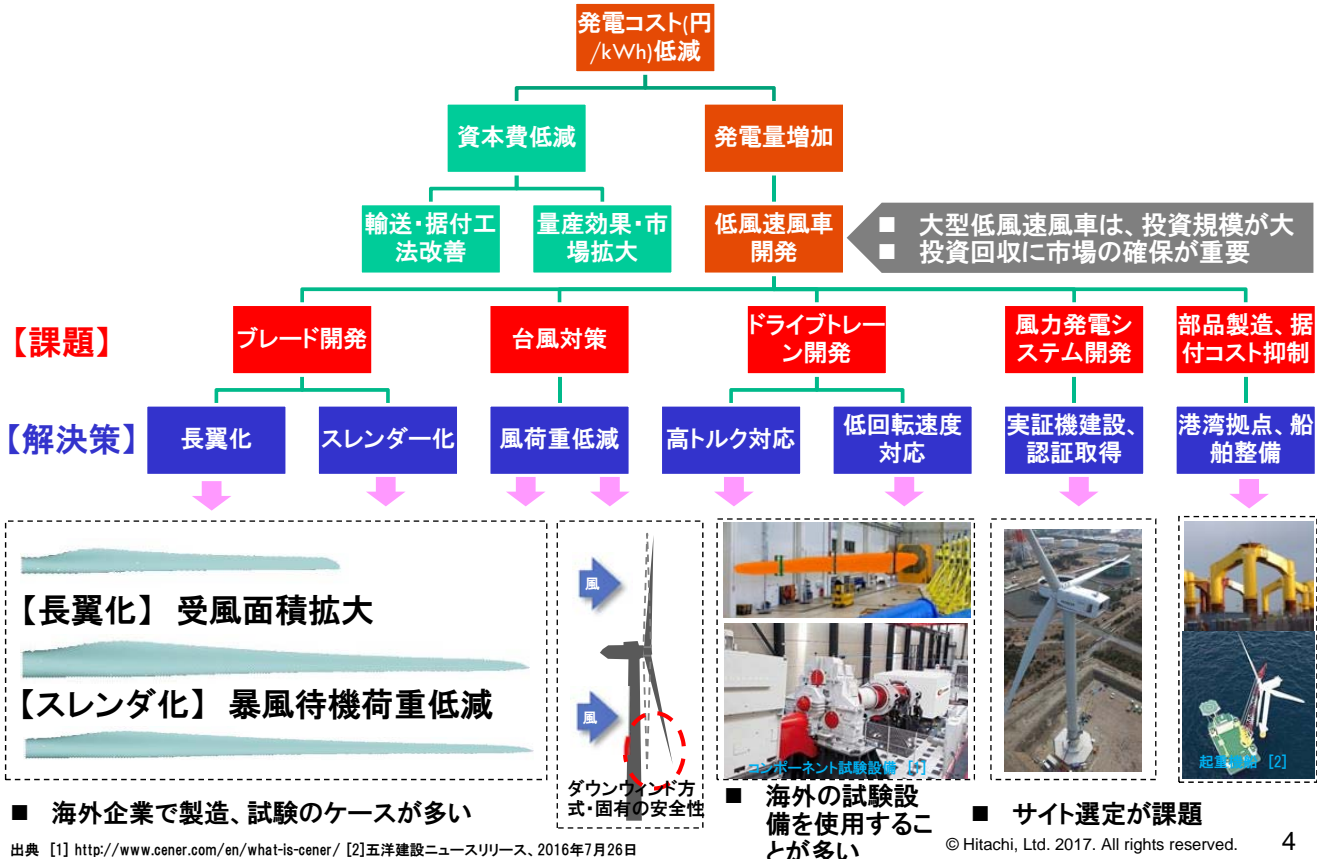 発電コスト(円
/kWh)低減
資本費低減
発電量増加
輸送・据付工
法改善
量産効果・市
場拡大
低風速風車
開発
■ 大型低風速風車は、投資規模が大
■ 投資回収に市場の確保が重要
【課題】
ブレード開発
台風対策
ドライブトレー
ン開発
風力発電シ
ステム開発
部品製造、据
付コスト抑制
【解決策】
長翼化
スレンダー化
風荷重低減
高トルク対応
低回転速度
対応
実証機建設、
認証取得
港湾拠点、船
舶整備
【長翼化】 受風面積拡大
【スレンダ化】 暴風待機荷重低減
風
風
ダウンウィンド方
式・固有の安全性
コンポーネント試験設備 [1]
起重機船 [2]
■ 海外企業で製造、試験のケースが多い
■ 海外の試験設
備を使用するこ
とが多い
■ サイト選定が課題
出典 [1] http://www.cener.com/en/what-is-cener/ [2]五洋建設ニュースリリース、2016年7月26日
© Hitachi, Ltd. 2017. All rights reserved. 4